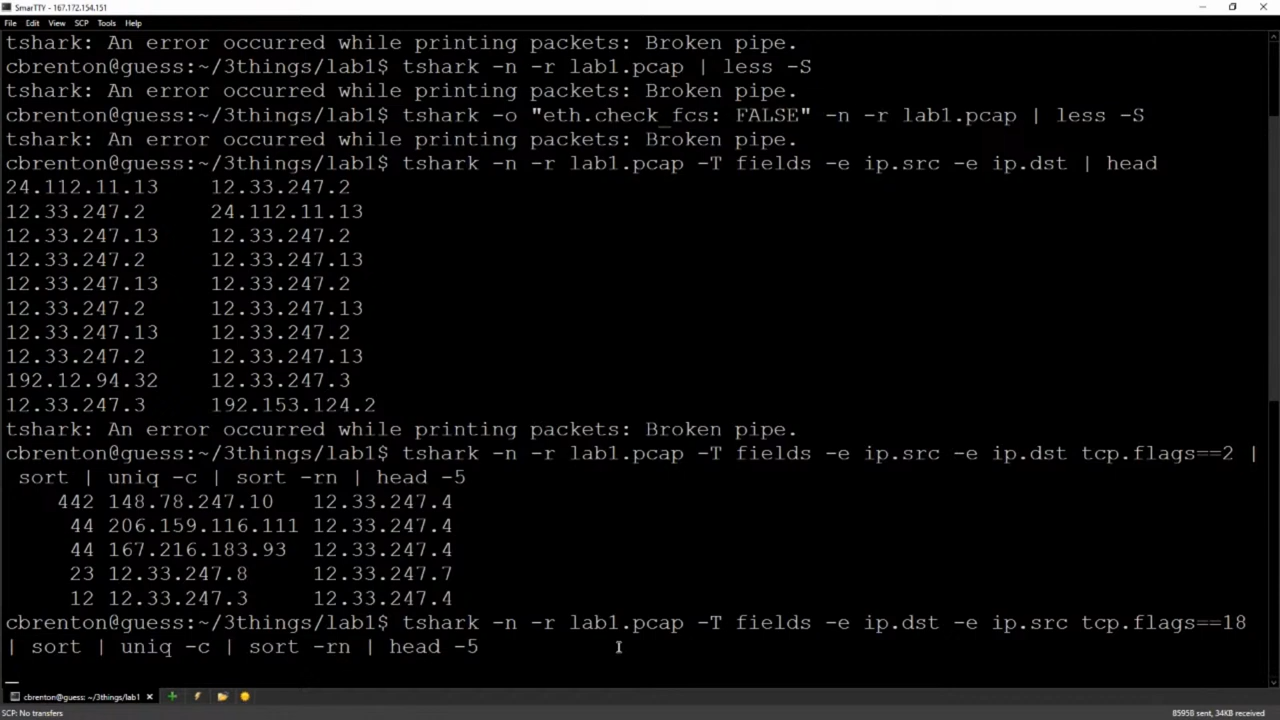 SmarTTY - 167.172.154.151
File Edit View SCP Tools Help
tshark: An error occurred while printing packets: Broken pipe.
cbrenton@guess:~/3things/lab1$ tshark -n -r lab1.pcap | less -S
tshark: An error occurred while printing packets: Broken pipe.
cbrenton@guess:~/3things/lab1$ tshark -o "eth.check_fcs: FALSE" -n -r lab1.pcap | less -S
tshark: An error occurred while printing packets: Broken pipe.
cbrenton@guess:~/3things/lab1$ tshark -n -r lab1.pcap -T fields -e ip.src -e ip.dst | head
24.112.11.13 12.33.247.2
12.33.247.2 24.112.11.13
12.33.247.13 12.33.247.2
12.33.247.2 12.33.247.13
12.33.247.13 12.33.247.2
12.33.247.2 12.33.247.13
12.33.247.13 12.33.247.2
12.33.247.2 12.33.247.13
192.12.94.32 12.33.247.3
12.33.247.3 192.153.124.2
tshark: An error occurred while printing packets: Broken pipe.
cbrenton@guess:~/3things/lab1$ tshark -n -r lab1.pcap -T fields -e ip.src -e ip.dst tcp.flags==2 |
sort | uniq -c | sort -rn | head -5
442 148.78.247.10 12.33.247.4
44 206.159.116.111 12.33.247.4
44 167.216.183.93 12.33.247.4
23 12.33.247.8 12.33.247.7
12 12.33.247.3 12.33.247.4
cbrenton@guess:~/3things/lab1$ tshark -n -r lab1.pcap -T fields -e ip.dst -e ip.src tcp.flags==18
| sort | uniq -c | sort -rn | head -5
cbrenton@guess: ~/3things/lab1
SCP: No transfers 8595B sent, 34KB received